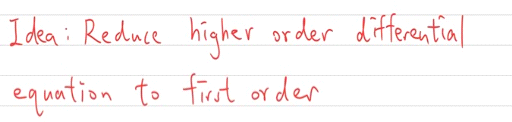 Idea: Reduce higher order differential
equation to first order